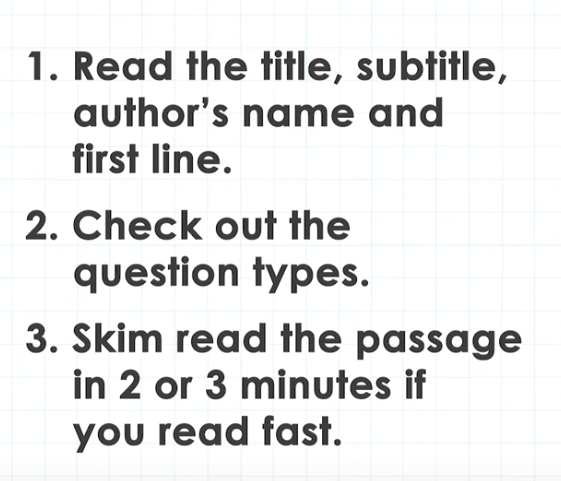 1. Read the title, subtitle,
author's name and
first line.
2. Check out the
question types.
3. Skim read the passage
in 2 or 3 minutes if
you read fast.